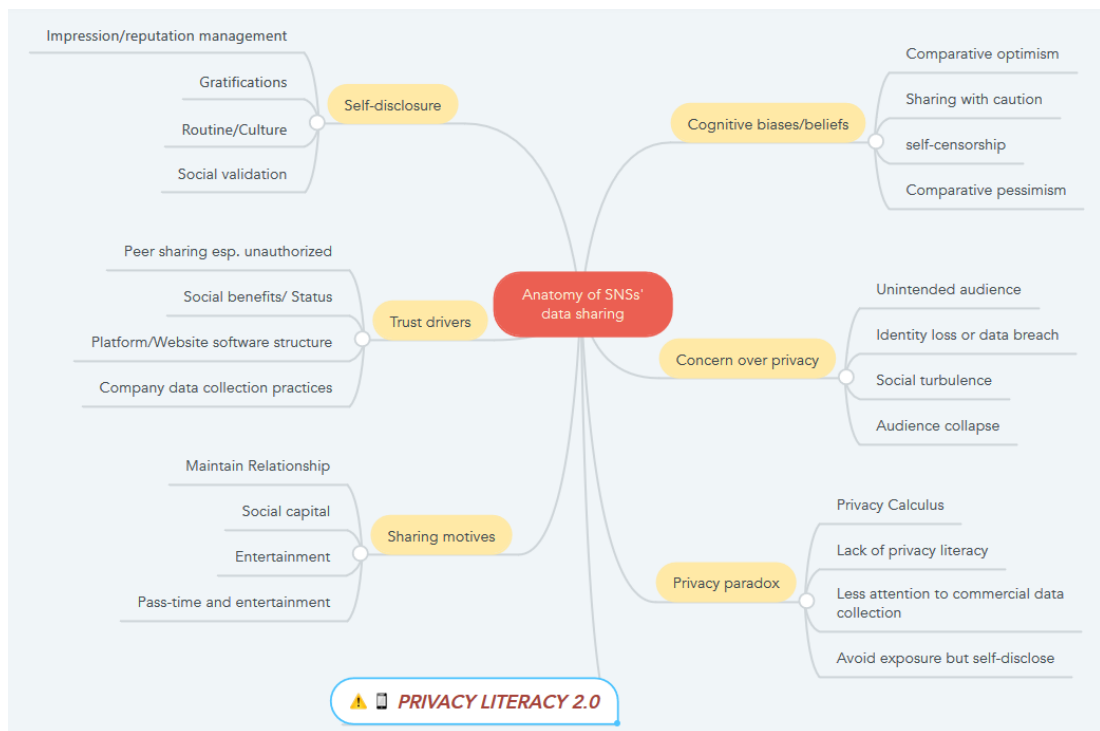 Anatomy of SNSs'
data sharing
Self-disclosure
Impression/reputation management
Gratifications
Routine/Culture
Social validation
Trust drivers
Peer sharing esp. unauthorized
Social benefits/ Status
Platform/Website software structure
Company data collection practices
Sharing motives
Maintain Relationship
Social capital
Entertainment
Pass-time and entertainment
Cognitive biases/beliefs
Comparative optimism
Sharing with caution
self-censorship
Comparative pessimism
Concern over privacy
Unintended audience
Identity loss or data breach
Social turbulence
Audience collapse
Privacy paradox
Privacy Calculus
Lack of privacy literacy
Less attention to commercial data
collection
Avoid exposure but self-disclose
PRIVACY LITERACY 2.0